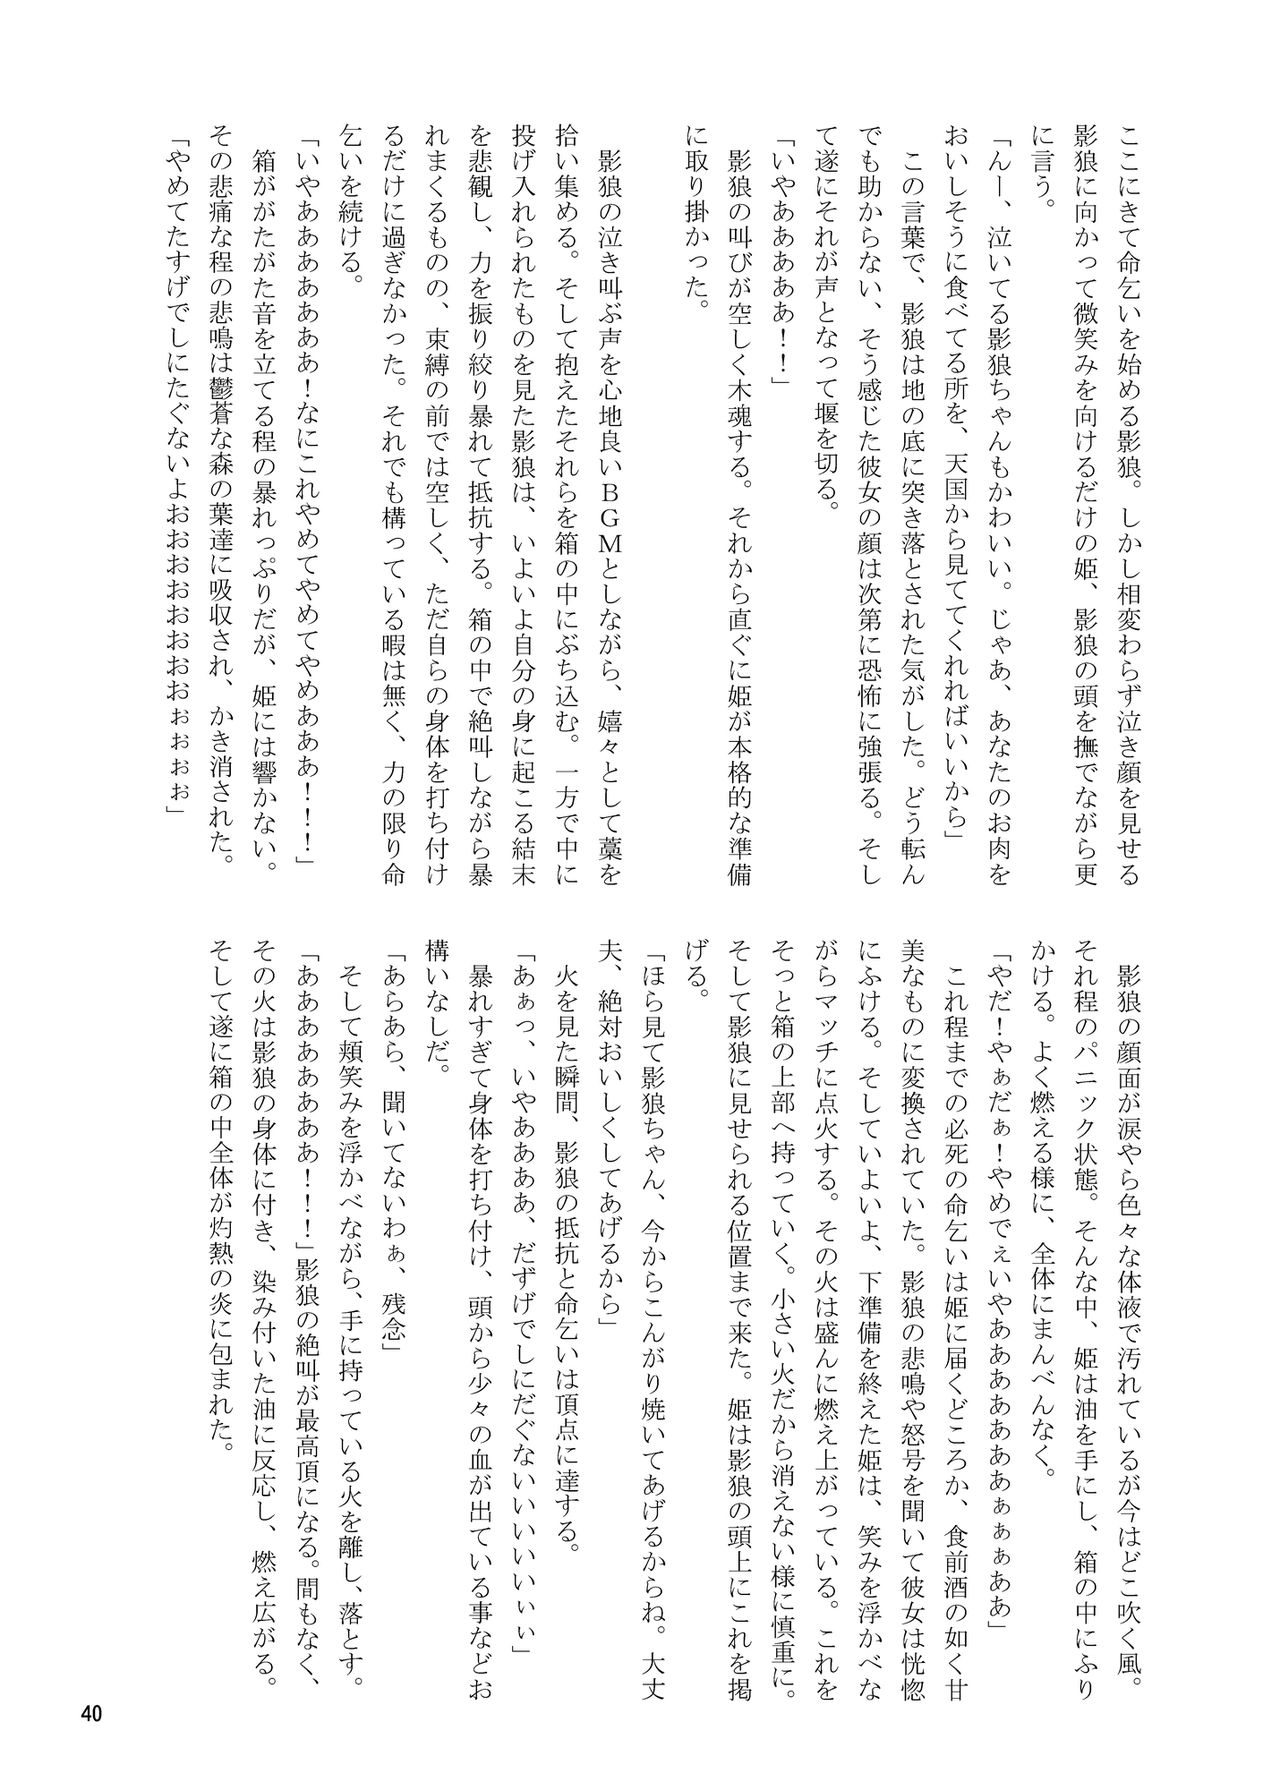 ここにきて命乞いを始める影狼。しかし相変わらず泣き顔を見せる
影狼に向かって微笑みを向けるだけの姫、影狼の頭を撫でながら更
に言う。
「んー、泣いてる影狼ちゃんもかわいい。じゃあ、あなたのお肉を
おいしそうに食べてる所を、天国から見ててくれればいいから」
　この言葉で、影狼は地の底に突き落とされた気がした。どう転ん
でも助からない、そう感じた彼女の顔は次第に恐怖に強張る。そし
て遂にそれが声となって堰を切る。
「いやああああ！！」
　影狼の叫びが空しく木魂する。それから直ぐに姫が本格的な準備
に取り掛かった。
　影狼の泣き叫ぶ声を心地良いＢＧＭとしながら、嬉々として藁を
拾い集める。そして抱えたそれらを箱の中にぶち込む。一方で中に
投げ入れられたものを見た影狼は、いよいよ自分の身に起こる結末
を悲観し、力を振り絞り暴れて抵抗する。箱の中で絶叫しながら暴
れまくるものの、束縛の前では空しく、ただ自らの身体を打ち付け
るだけに過ぎなかった。それでも構っている暇は無く、力の限り命
乞いを続ける。
「いやあああああああ！なにこれやめてやめてやめあああ！！！」
　箱ががたがた音を立てる程の暴れっぷりだが、姫には響かない。
その悲痛な程の悲鳴は鬱蒼な森の葉達に吸収され、かき消された。
「やめてたすげでしにたぐないよおおおおおおおおぉぉぉぉ」
　影狼の顔面が涙やら色々な体液で汚れているが今はどこ吹く風。
それ程のパニック状態。そんな中、姫は油を手にし、箱の中にふり
かける。よく燃える様に、全体にまんべんなく。
「やだ！やぁだぁ！やめでぇいやああああああああぁぁぁああ」
　これ程までの必死の命乞いは姫に届くどころか、食前酒の如く甘
美なものに変換されていた。影狼の悲鳴や怒号を聞いて彼女は恍惚
にふける。そしていよいよ、下準備を終えた姫は、笑みを浮かべな
がらマッチに点火する。その火は盛んに燃え上がっている。これを
そっと箱の上部へ持っていく。小さい火だから消えない様に慎重に。
そして影狼に見せられる位置まで来た。姫は影狼の頭上にこれを掲
げる。
「ほら見て影狼ちゃん、今からこんがり焼いてあげるからね。大丈
夫、絶対おいしくしてあげるから」
　火を見た瞬間、影狼の抵抗と命乞いは頂点に達する。
「あぁっ、いやああああ、だずげでしにだぐないいいいいぃぃ」
　暴れすぎて身体を打ち付け、頭から少々の血が出ている事などお
構いなしだ。
「あらあら、聞いてないわぁ、残念」
　そして頬笑みを浮かべながら、手に持っている火を離し、落とす。
「ああああああああ！！！」影狼の絶叫が最高頂になる。間もなく、
その火は影狼の身体に付き、染み付いた油に反応し、燃え広がる。
そして遂に箱の中全体が灼熱の炎に包まれた。
40